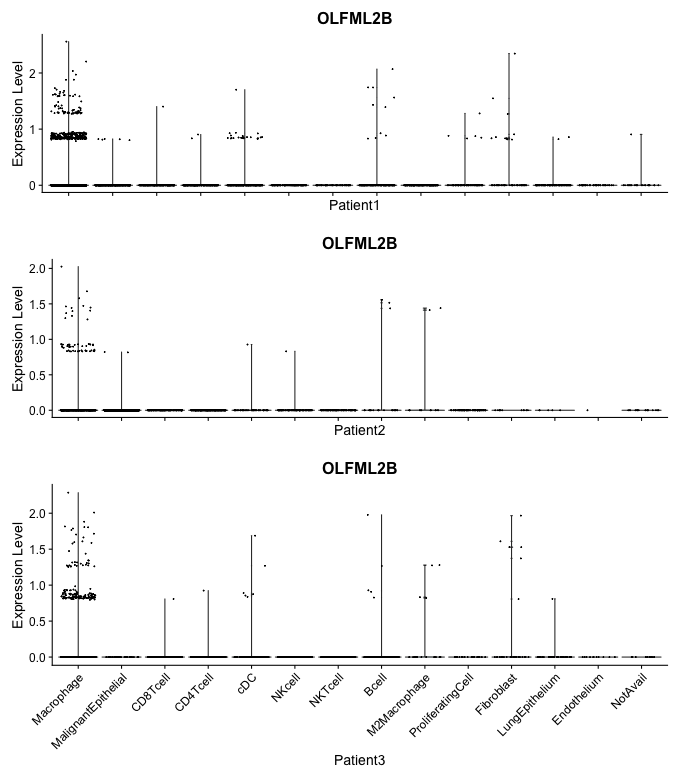 OLFML2B
Expression Level
2
1
0
Patient1
OLFML2B
Expression Level
2.0
1.5
1.0
0.5
0.0
Patient2
OLFML2B
Expression Level
2.0
1.5
1.0
0.5
0.0
Macrophage
MalignantEpithelial
CD8Tcell
CD4Tcell
cDC
NKcell
NKTcell
Bcell
M2Macrophage
ProliferatingCell
Fibroblast
LungEpithelium
Endothelium
NotAvail
Patient3